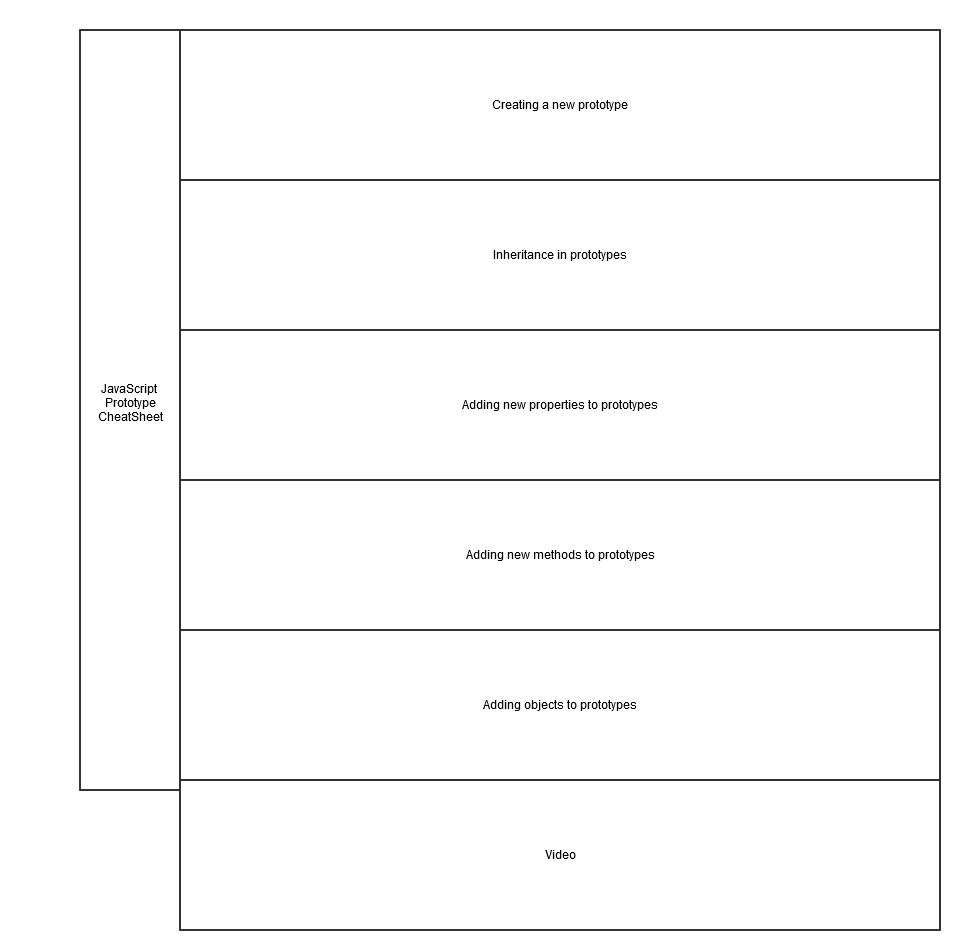 JavaScript
Prototype
CheatSheet
Creating a new prototype
Inheritance in prototypes
Adding new properties to prototypes
Adding new methods to prototypes
Adding objects to prototypes
Video